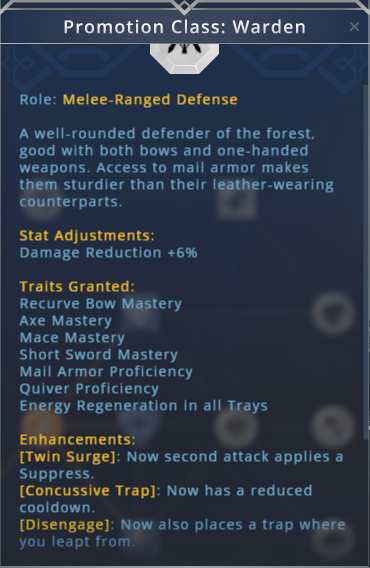 Promotion Class: Warden
Role: Melee-Ranged Defense
A well-rounded defender of the forest,
good with both bows and one-handed
weapons. Access to mail armor makes
them sturdier than their leather-wearing
counterparts.
Stat Adjustments:
Damage Reduction +6%
Traits Granted:
Recurve Bow Mastery
Axe Mastery
Mace Mastery
Short Sword Mastery
Mail Armor Proficiency
Quiver Proficiency
Energy Regeneration in all Trays
Enhancements:
[Twin Surge]: Now second attack applies a
Suppress.
[Concussive Trap]: Now has a reduced
cooldown.
[Disengage]: Now also places a trap where
you leapt from.